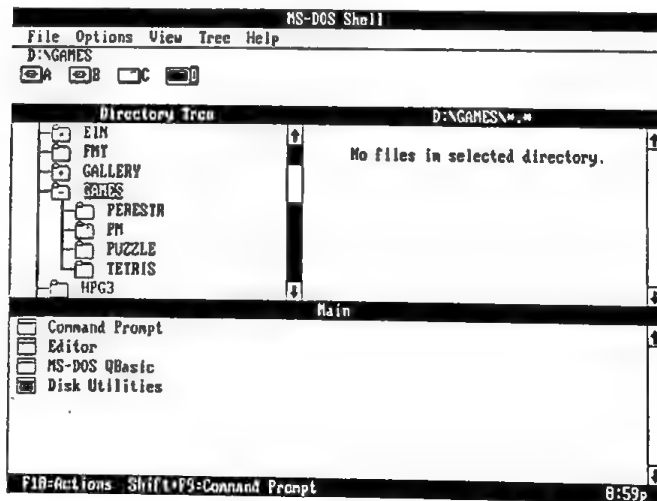 MS-DOS Shell
File Options View Tree Help
D:\GAMES
A B C D
Directory Tree
EIN
FMT
GALLERY
GAMES
PERESTR
PM
PUZZLE
TETRIS
HPG3
D:\GAMES\*.*
No files in selected directory.
Main
Command Prompt
Editor
MS-DOS QBasic
Disk Utilities
F10=Actions Shift+F9=Command Prompt
8:59p